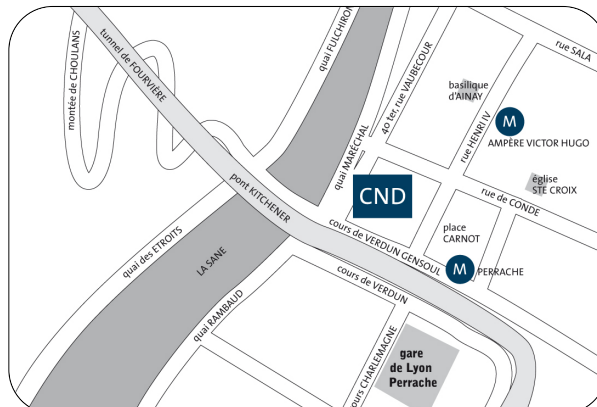 montée de CHOULANS
tunnel de FOURVIÈRE
quai FULCHIRON
40 ter, rue VAUBECOUR
rue SALA
basilique
d'AINAY
rue HENRI IV
M
AMPÈRE VICTOR HUGO
quai MARÉCHAL
CND
église
STE CROIX
rue de CONDE
pont KITCHENER
place
CARNOT
quai des ETROITS
LA SANE
cours de VERDUN GENSOUL
M
PERRACHE
cours de VERDUN
quai RAMBAUD
gare
de Lyon
Perrache
ours CHARLEMAGNE